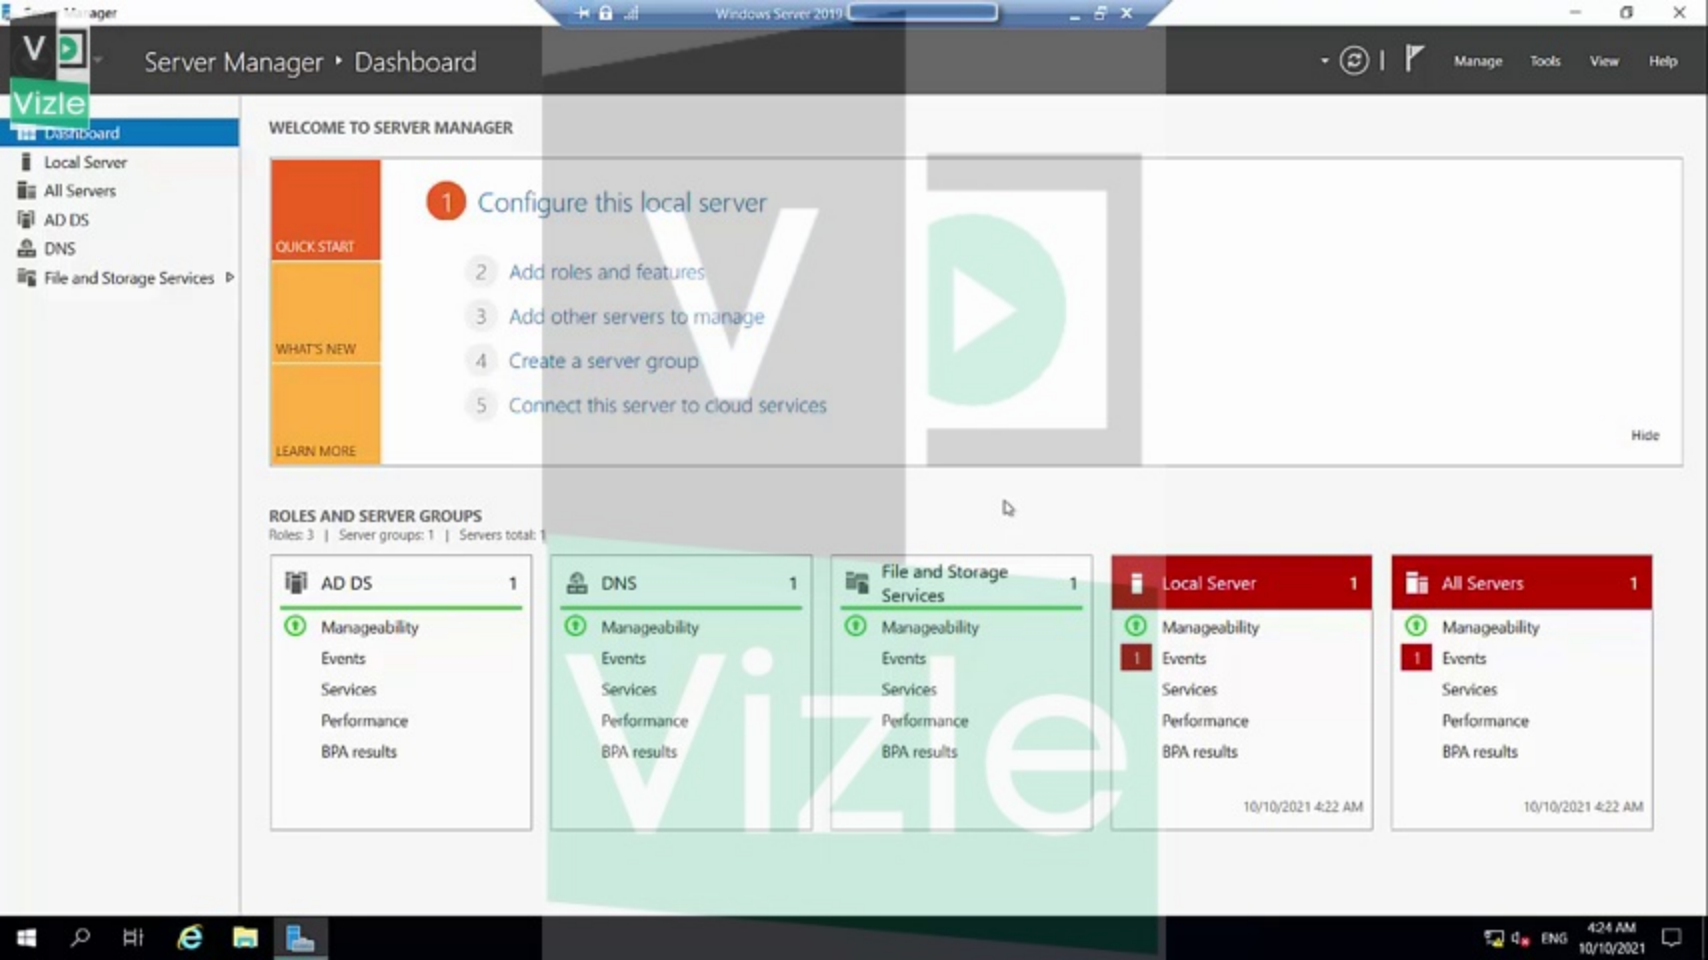 Server Manager
Windows Server 2019
V
Vizle
Server Manager ‣ Dashboard
Manage
Tools
View
Help
Dashboard
Local Server
All Servers
AD DS
DNS
File and Storage Services
WELCOME TO SERVER MANAGER
QUICK START
WHAT'S NEW
LEARN MORE
1 Configure this local server
2 Add roles and features
3 Add other servers to manage
4 Create a server group
5 Connect this server to cloud services
Hide
V
ROLES AND SERVER GROUPS
Roles: 3 | Server groups: 1 | Servers total: 1
AD DS 1
Manageability
Events
Services
Performance
BPA results
DNS 1
Manageability
Events
Services
Performance
BPA results
File and Storage
Services
1
Manageability
Events
Services
Performance
BPA results
Local Server 1
Manageability
1 Events
Services
Performance
BPA results
10/10/2021 4:22 AM
All Servers 1
Manageability
1 Events
Services
Performance
BPA results
10/10/2021 4:22 AM
Vizle
ENG
4:24 AM
10/10/2021